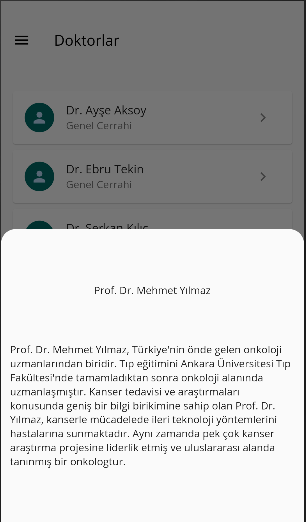 Doktorlar
Dr. Ayşe Aksoy
Genel Cerrahi
Dr. Ebru Tekin
Genel Cerrahi
Dr. Serkan Kılıç
Prof. Dr. Mehmet Yılmaz
Prof. Dr. Mehmet Yılmaz, Türkiye'nin önde gelen onkoloji
uzmanlarından biridir. Tıp eğitimini Ankara Üniversitesi Tıp
Fakültesi'nde tamamladıktan sonra onkoloji alanında
uzmanlaşmıştır. Kanser tedavisi ve araştırmaları
konusunda geniş bir bilgi birikimine sahip olan Prof. Dr.
Yılmaz, kanserle mücadelede ileri teknoloji yöntemlerini
hastalarına sunmaktadır. Aynı zamanda pek çok kanser
araştırma projesine liderlik etmiş ve uluslararası alanda
tanınmış bir onkologtur.